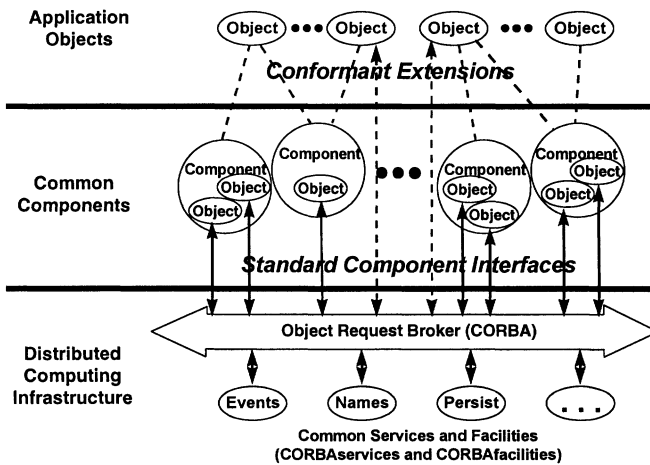 Application
Objects
Object
Object
Object
Object
Conformant Extensions
Common
Components
Component
Object
Object
Component
Object
Component
Object
Object
Component
Object
Object
Standard Component Interfaces
Object Request Broker (CORBA)
Distributed
Computing
Infrastructure
Events
Names
Persist
. . .
Common Services and Facilities
(CORBAservices and CORBAfacilities)